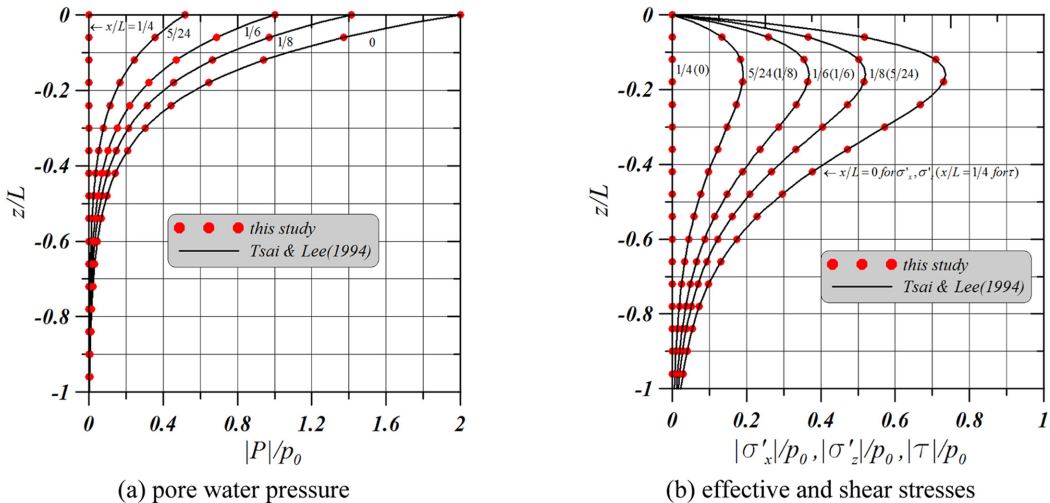 0
-0.2
-0.4
-0.6
-0.8
-1
z/L
0
0.4
0.8
1.2
1.6
2
|P|/p₀
← x/L=1/4
5/24
1/6
1/8
0
this study
Tsai & Lee(1994)
(a) pore water pressure
0
-0.2
-0.4
-0.6
-0.8
-1
z/L
0
0.2
0.4
0.6
0.8
1
|σ'ₓ|/p₀ , |σ'z|/p₀ , |τ|/p₀
1/4(0)
5/24(1/8)
1/6(1/6)
1/8(5/24)
← x/L = 0 for σ'ₓ, σ' (x/L = 1/4 for τ)
this study
Tsai & Lee(1994)
(b) effective and shear stresses